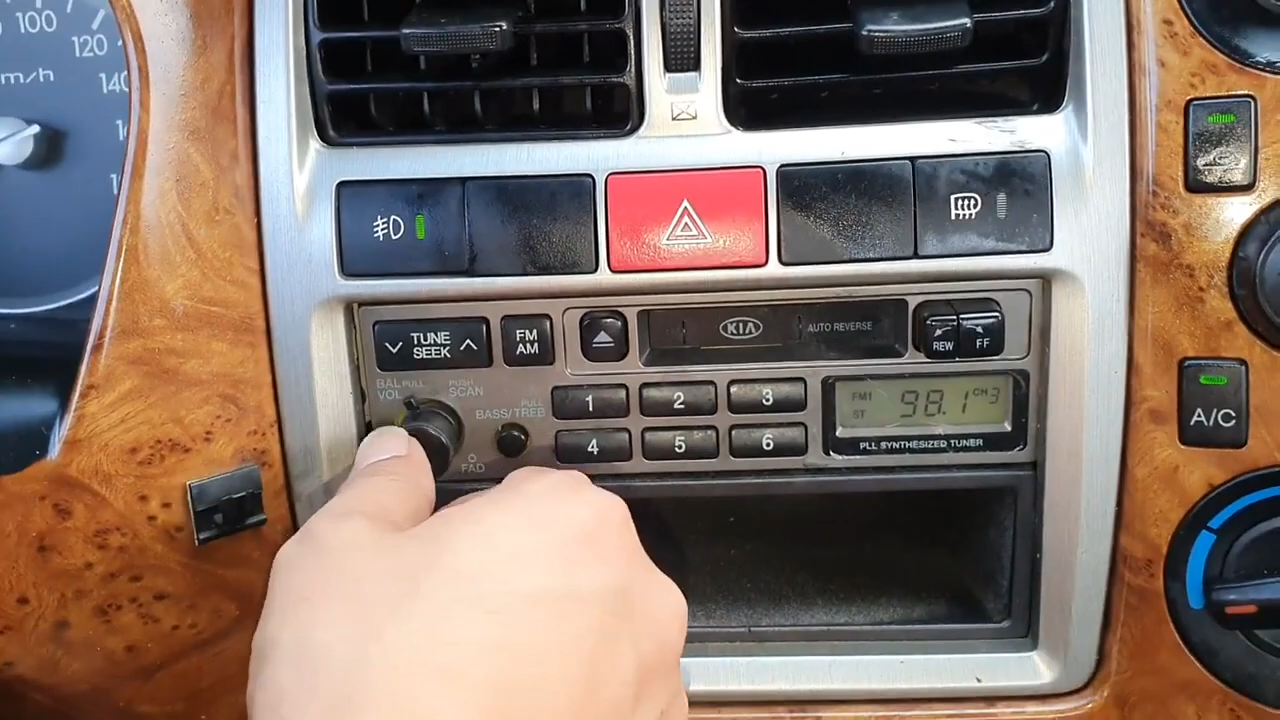 100
120
m/h
140
TUNE
SEEK
FM
AM
KIA
AUTO REVERSE
REW
FF
BAL PULL
VOL
PUSH
SCAN
PULL
BASS/TREB
FAD
1
2
3
4
5
6
FM1
ST
98.1
CH 3
PLL SYNTHESIZED TUNER
A/C